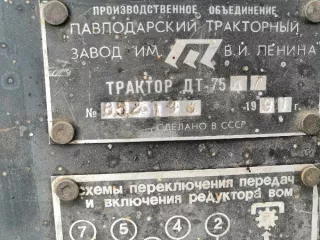 ПРОИЗВОДСТВЕННОЕ ОБЪЕДИНЕНИЕ
ПАВЛОДАРСКИЙ ТРАКТОРНЫЙ
ЗАВОД ИМ. В.И. ЛЕНИНА
ТРАКТОР ДТ-75
№ 19 г.
СДЕЛАНО В СССР
схемы переключения передач
и включения редуктора вом
7 5 4 2